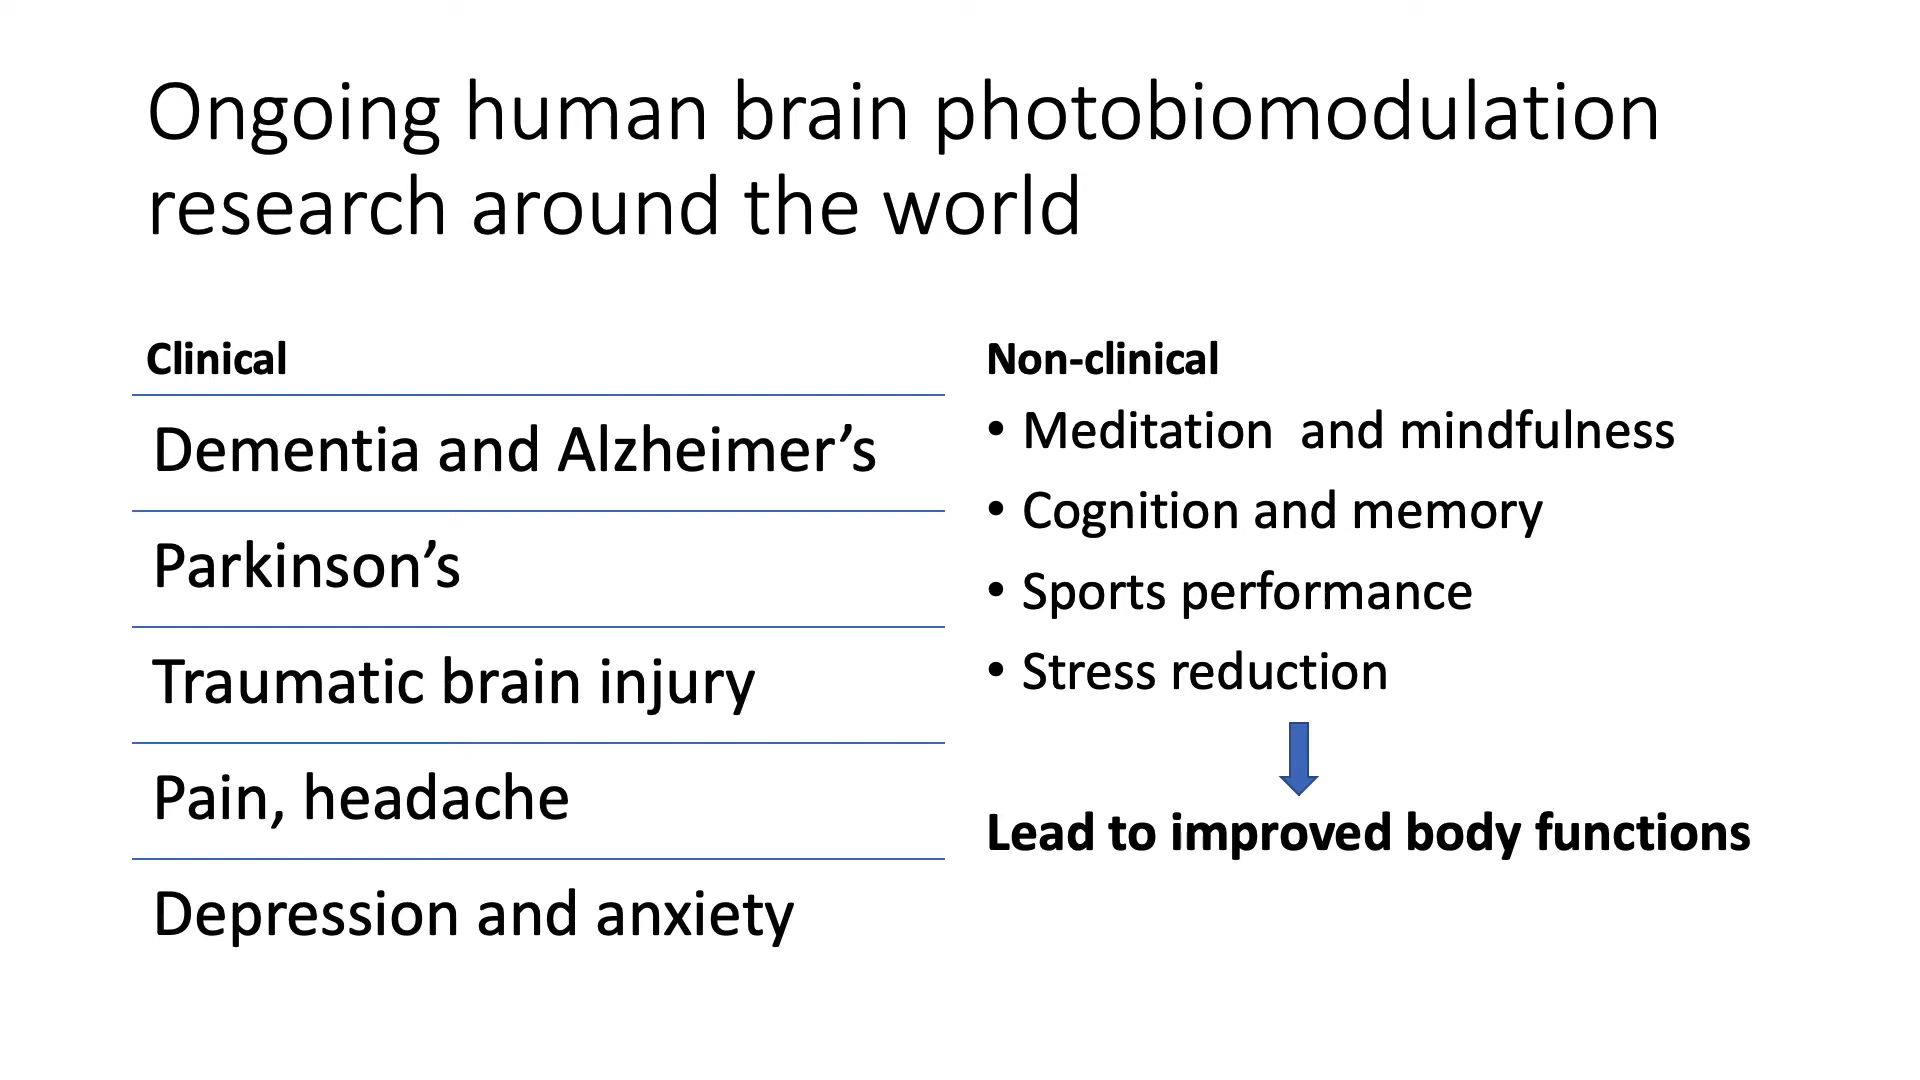 Ongoing human brain photobiomodulation
research around the world
Clinical
Dementia and Alzheimer’s
Parkinson’s
Traumatic brain injury
Pain, headache
Depression and anxiety
Non-clinical
• Meditation  and mindfulness
• Cognition and memory
• Sports performance
• Stress reduction
Lead to improved body functions